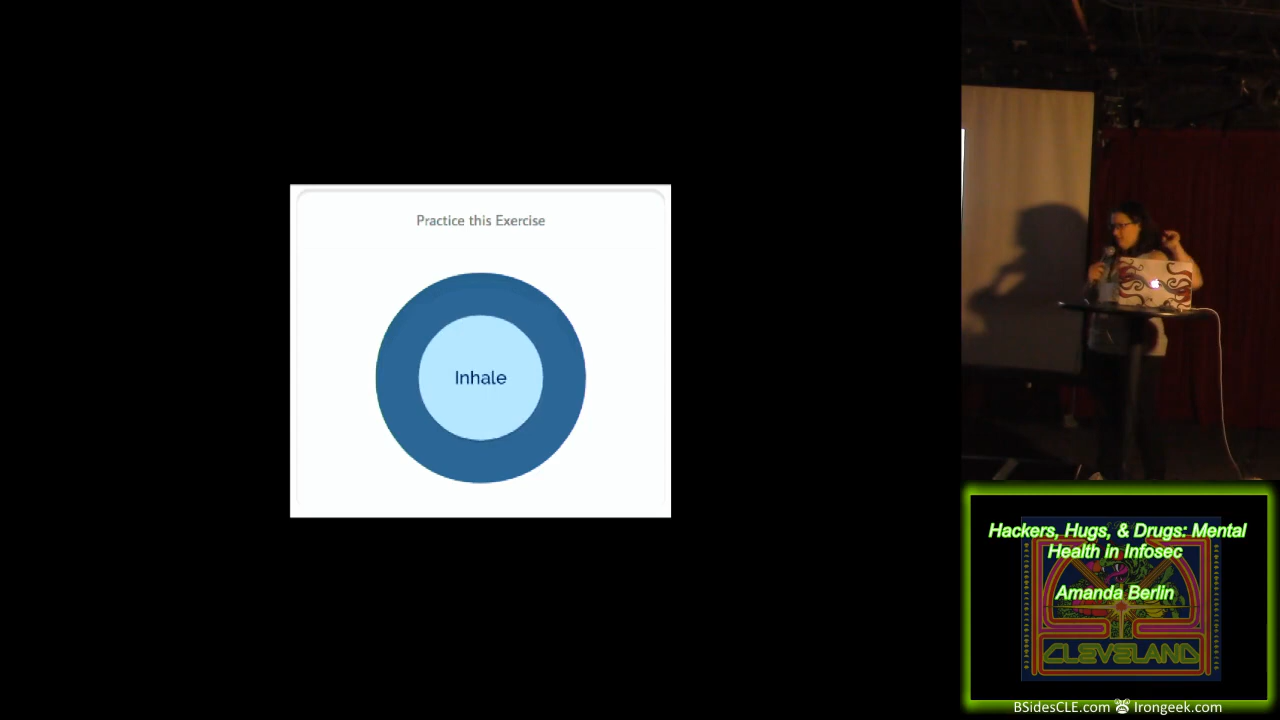 Practice this Exercise
Inhale
Hackers, Hugs, & Drugs: Mental
Health in Infosec
Amanda Berlin
CLEVELAND
BSidesCLE.com Irongeek.com